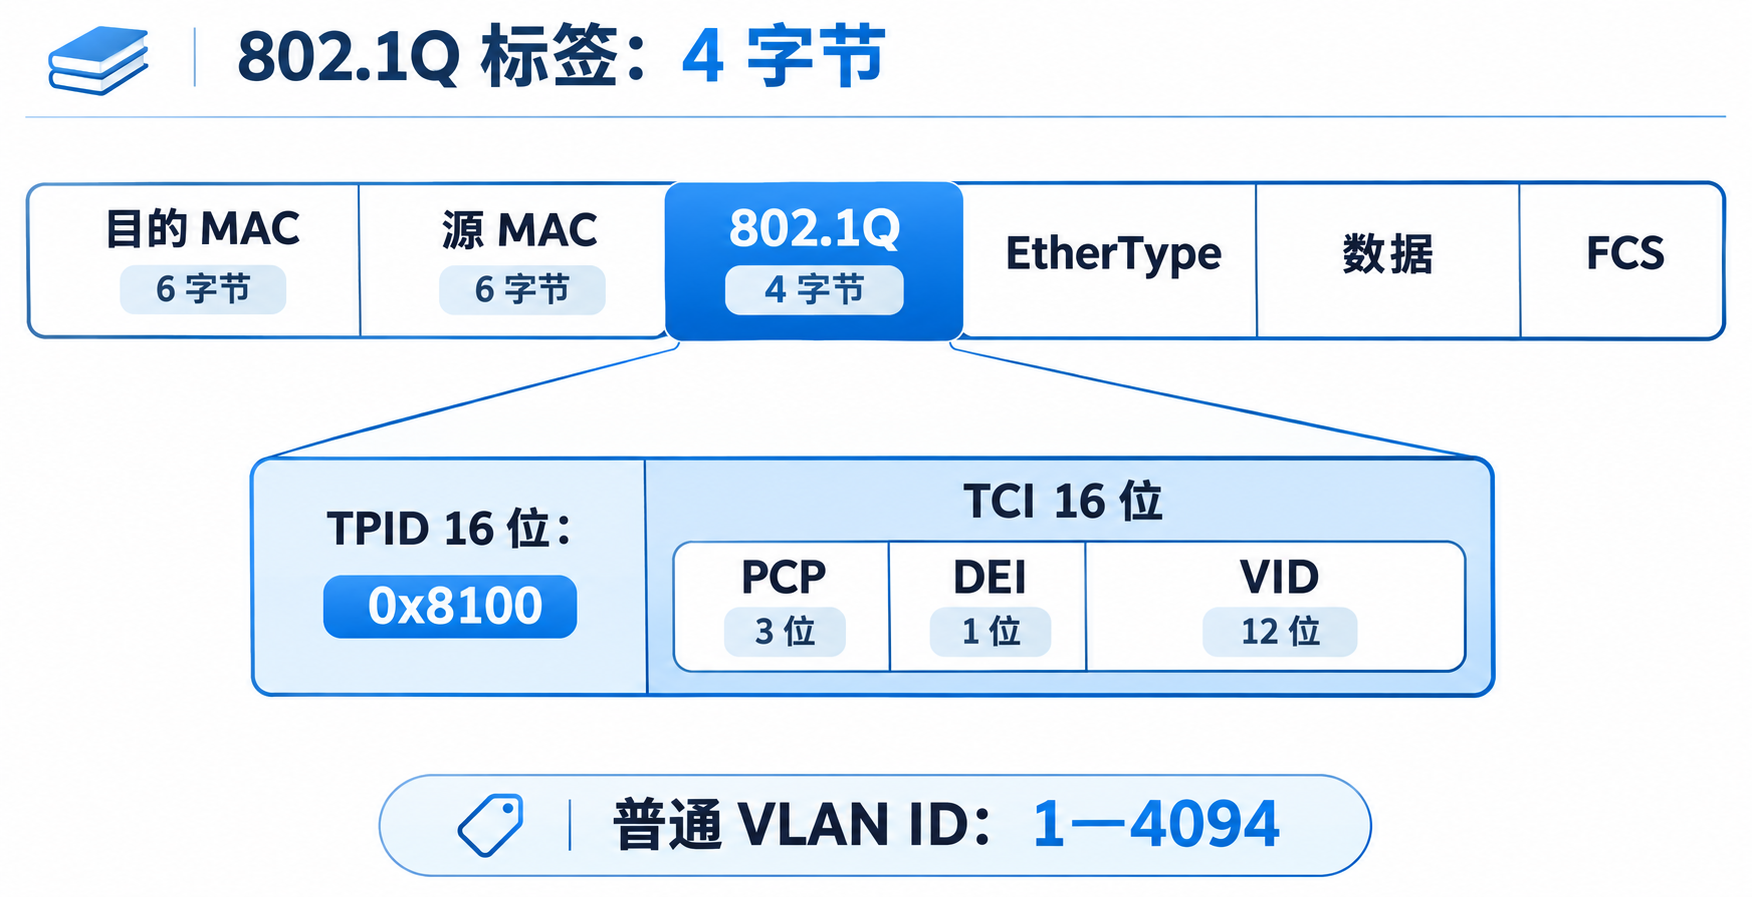 802.1Q 标签：4 字节
目的 MAC
6 字节
源 MAC
6 字节
802.1Q
4 字节
EtherType
数据
FCS
TPID 16 位：
0x8100
TCI 16 位
PCP
3 位
DEI
1 位
VID
12 位
普通 VLAN ID：1—4094